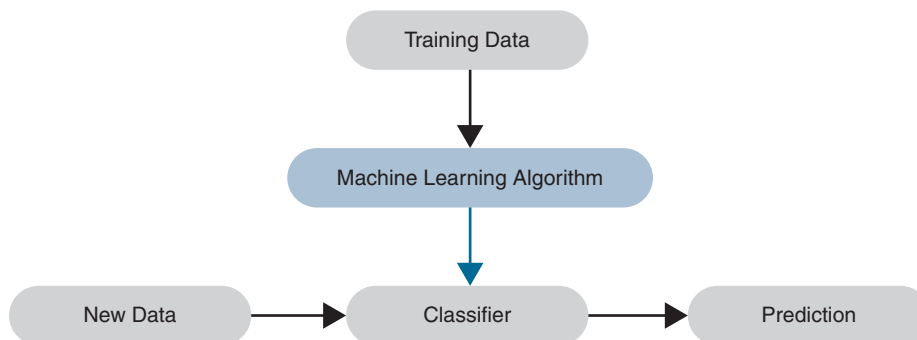 Training Data
Machine Learning Algorithm
New Data
Classifier
Prediction